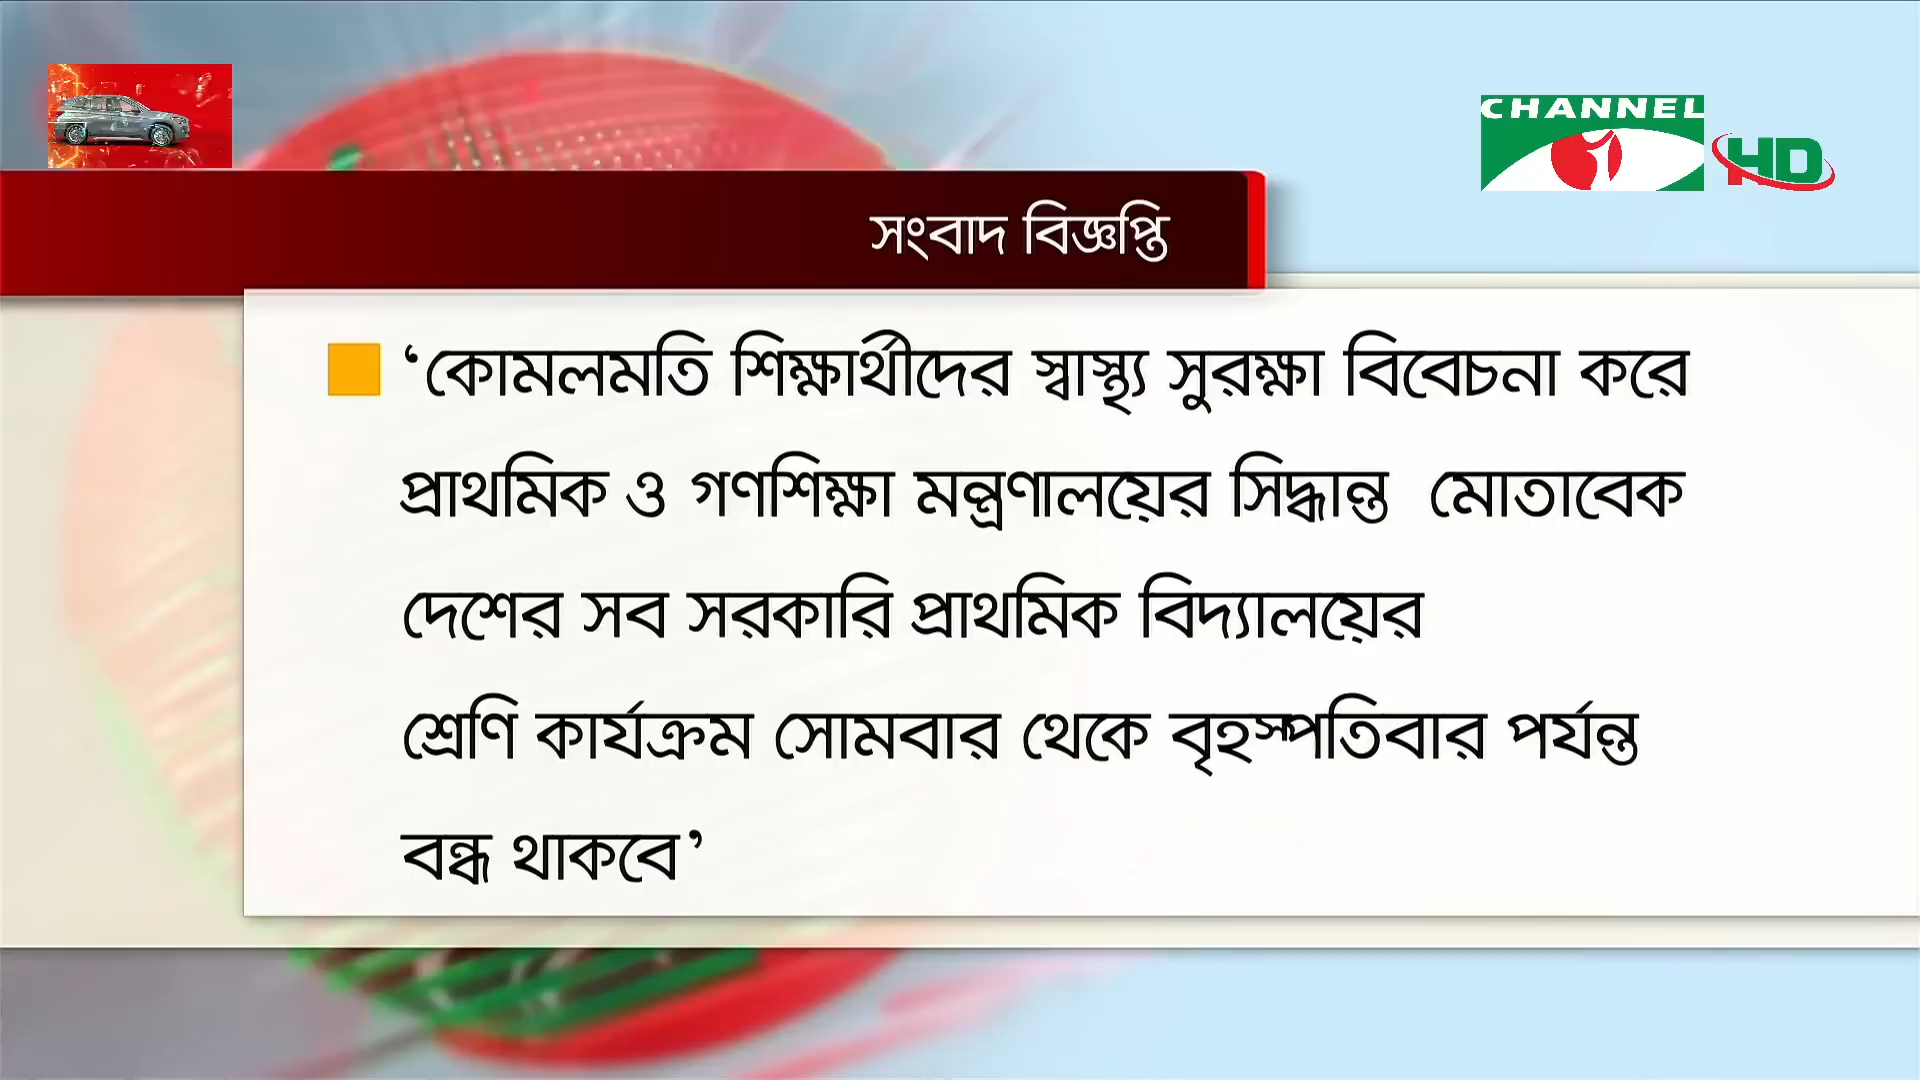 CHANNEL
i HD
সংবাদ বিজ্ঞপ্তি
‘কোমলমতি শিক্ষার্থীদের স্বাস্থ্য সুরক্ষা বিবেচনা করে
প্রাথমিক ও গণশিক্ষা মন্ত্রণালয়ের সিদ্ধান্ত মোতাবেক
দেশের সব সরকারি প্রাথমিক বিদ্যালয়ের
শ্রেণি কার্যক্রম সোমবার থেকে বৃহস্পতিবার পর্যন্ত
বন্ধ থাকবে’